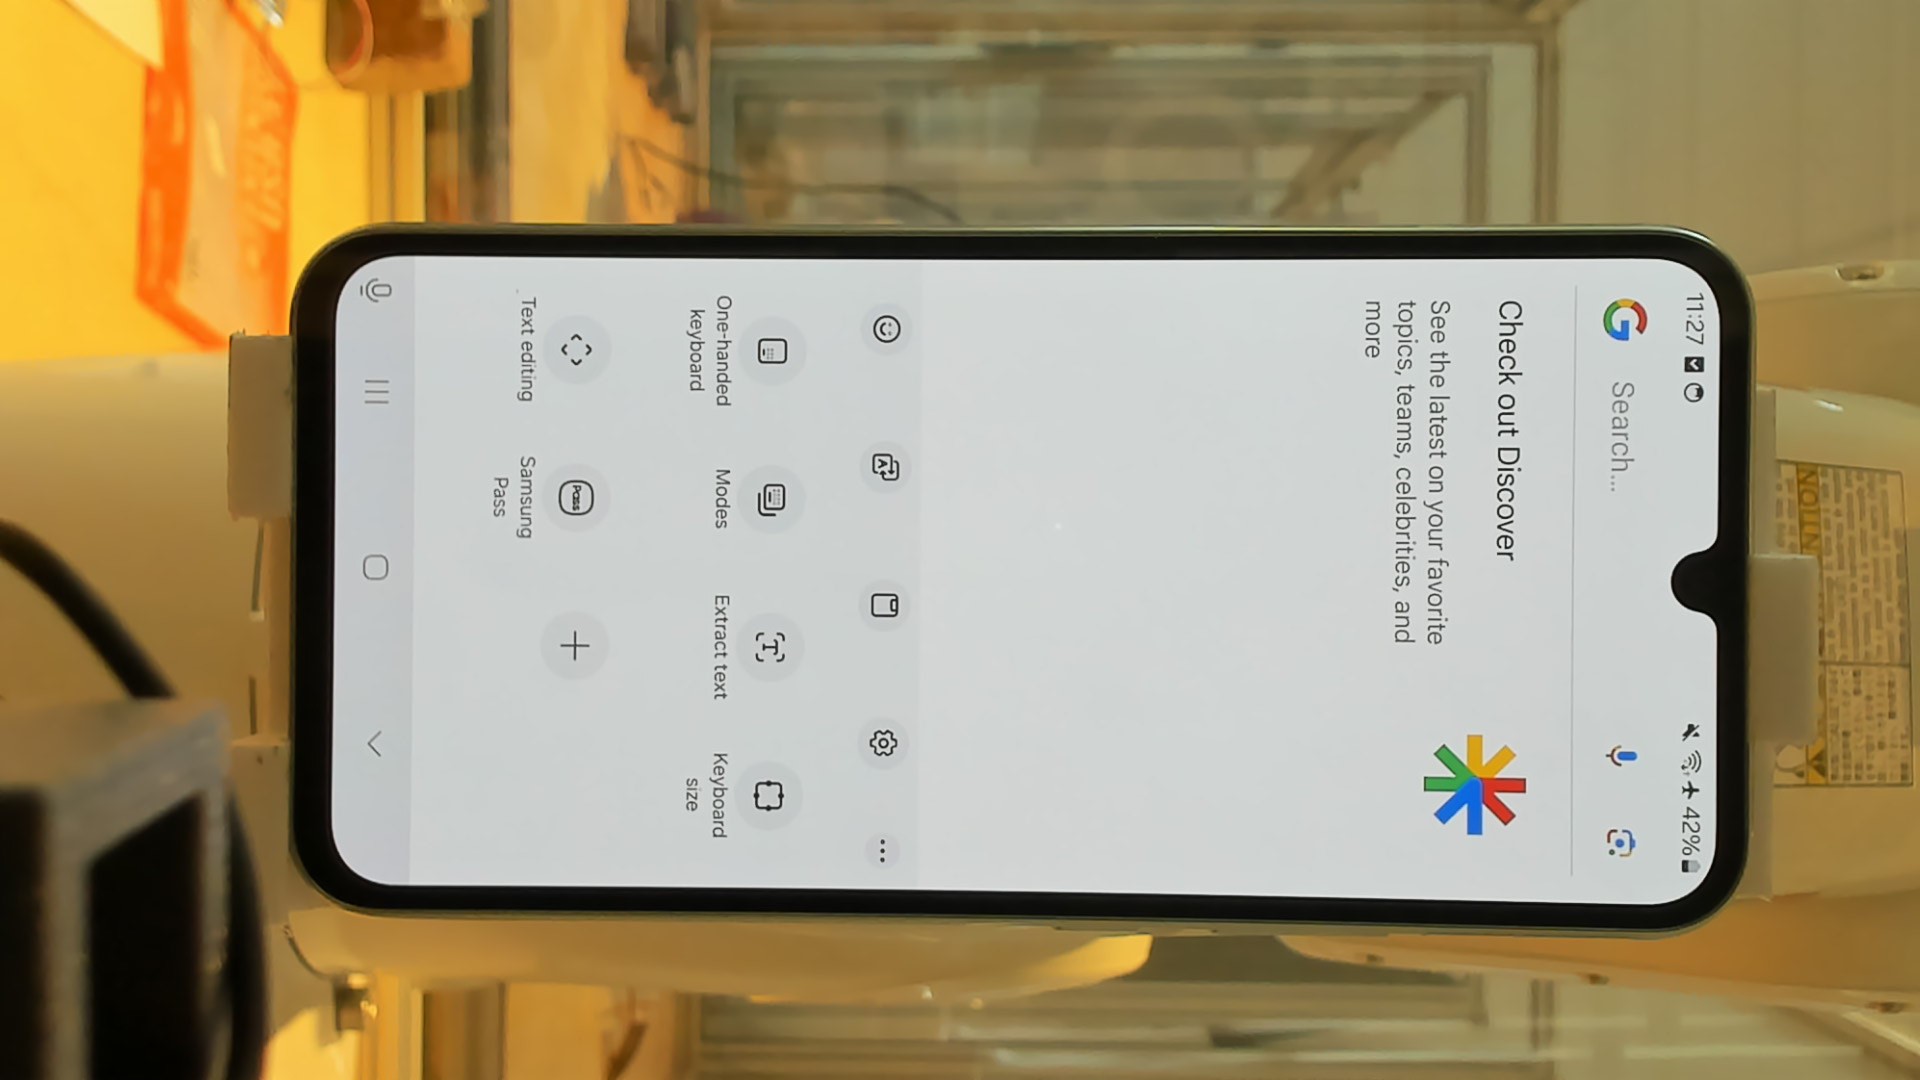 11:27
42%
Search...
Check out Discover
See the latest on your favorite
topics, teams, celebrities, and
more
One-handed
keyboard
Modes
Extract text
Keyboard
size
Pass
Text editing
Samsung
Pass